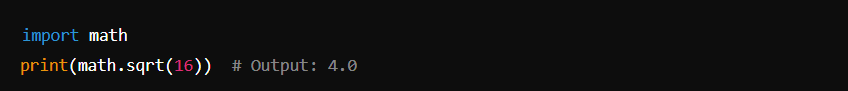 import math
print(math.sqrt(16))  # Output: 4.0